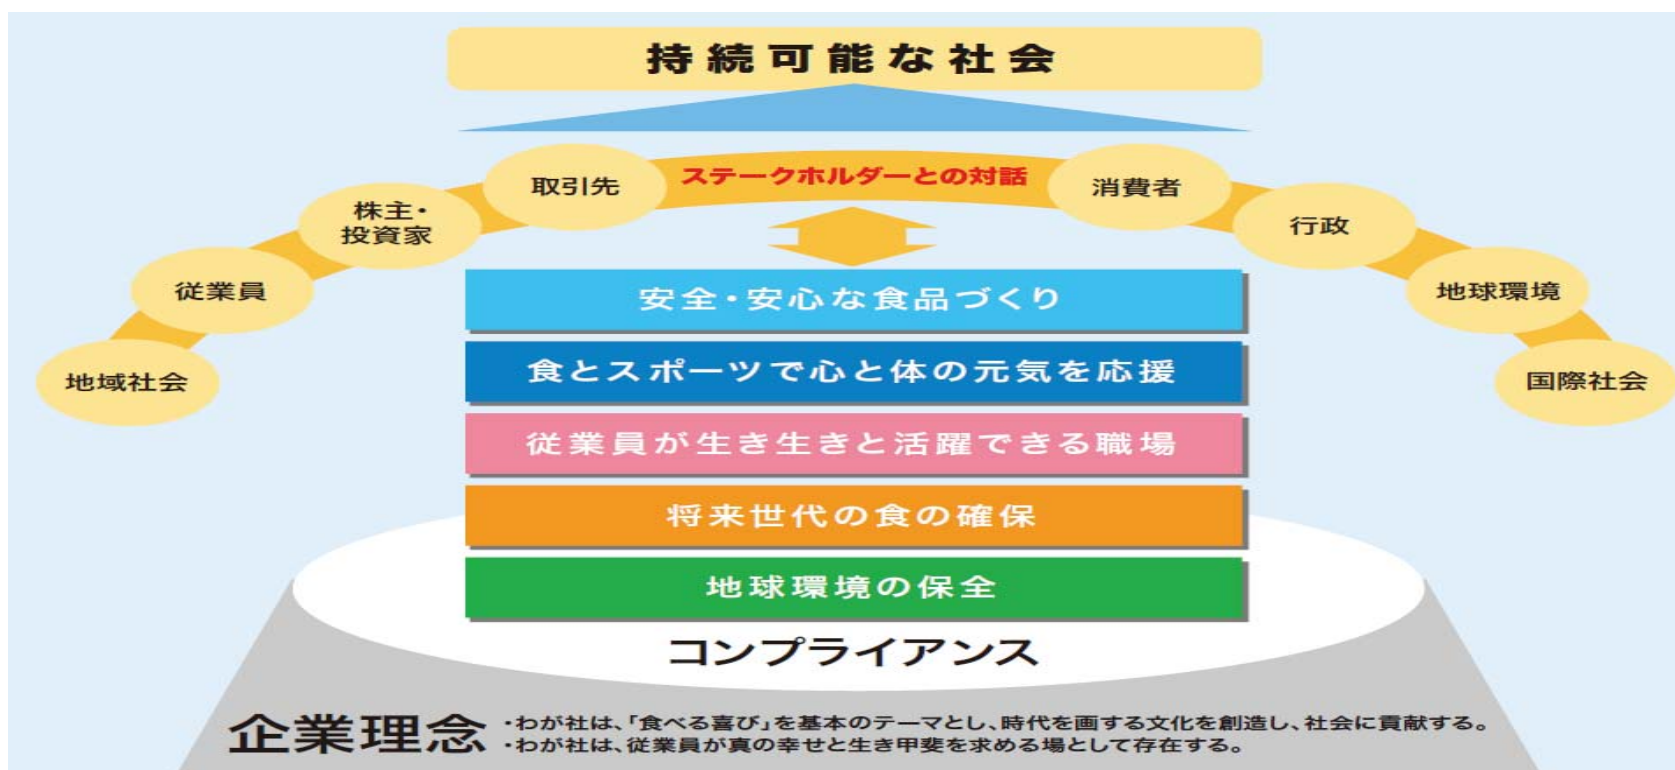 持続可能な社会
ステークホルダーとの対話
取引先
株主・
投資家
従業員
地域社会
消費者
行政
地球環境
国際社会
安全・安心な食品づくり
食とスポーツで心と体の元気を応援
従業員が生き生きと活躍できる職場
将来世代の食の確保
地球環境の保全
コンプライアンス
企業理念
・わが社は、「食べる喜び」を基本のテーマとし、時代を画する文化を創造し、社会に貢献する。
・わが社は、従業員が真の幸せと生き甲斐を求める場として存在する。